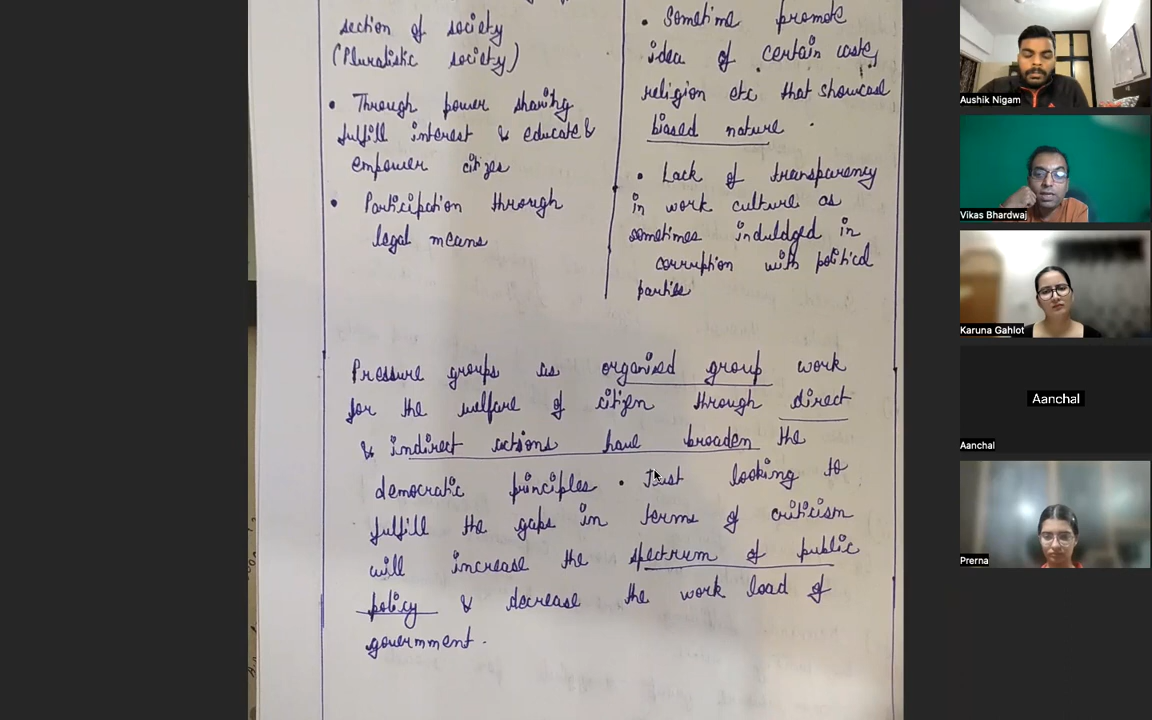 section of society
(Pluralistic society)
• Through power sharing
fulfill interest & educate &
empower citizes
• Participation through
legal means
• Sometime promote
idea of certain caste,
religion etc that showcase
biased nature .
• Lack of transparency
in work culture as
sometimes induldged in
corruption with political
parties
Pressure groups as organised group work
for the welfare of citizen through direct
& indirect actions have broaden the
democratic principles . Just looking to
fulfill the gaps in terms of criticism
will increase the spectrum of public
policy & decrease the work load of
government .
Aushik Nigam
Vikas Bhardwaj
Karuna Gahlot
Aanchal
Aanchal
Prerna